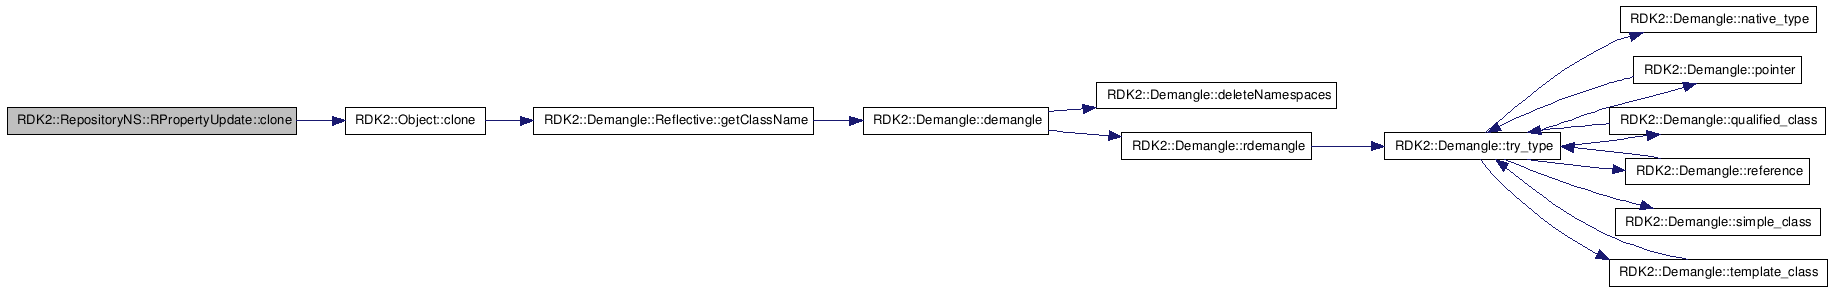 RDK2::RepositoryNS::RPropertyUpdate::clone
RDK2::Object::clone
RDK2::Demangle::Reflective::getClassName
RDK2::Demangle::demangle
RDK2::Demangle::deleteNamespaces
RDK2::Demangle::rdemangle
RDK2::Demangle::try_type
RDK2::Demangle::native_type
RDK2::Demangle::pointer
RDK2::Demangle::qualified_class
RDK2::Demangle::reference
RDK2::Demangle::simple_class
RDK2::Demangle::template_class